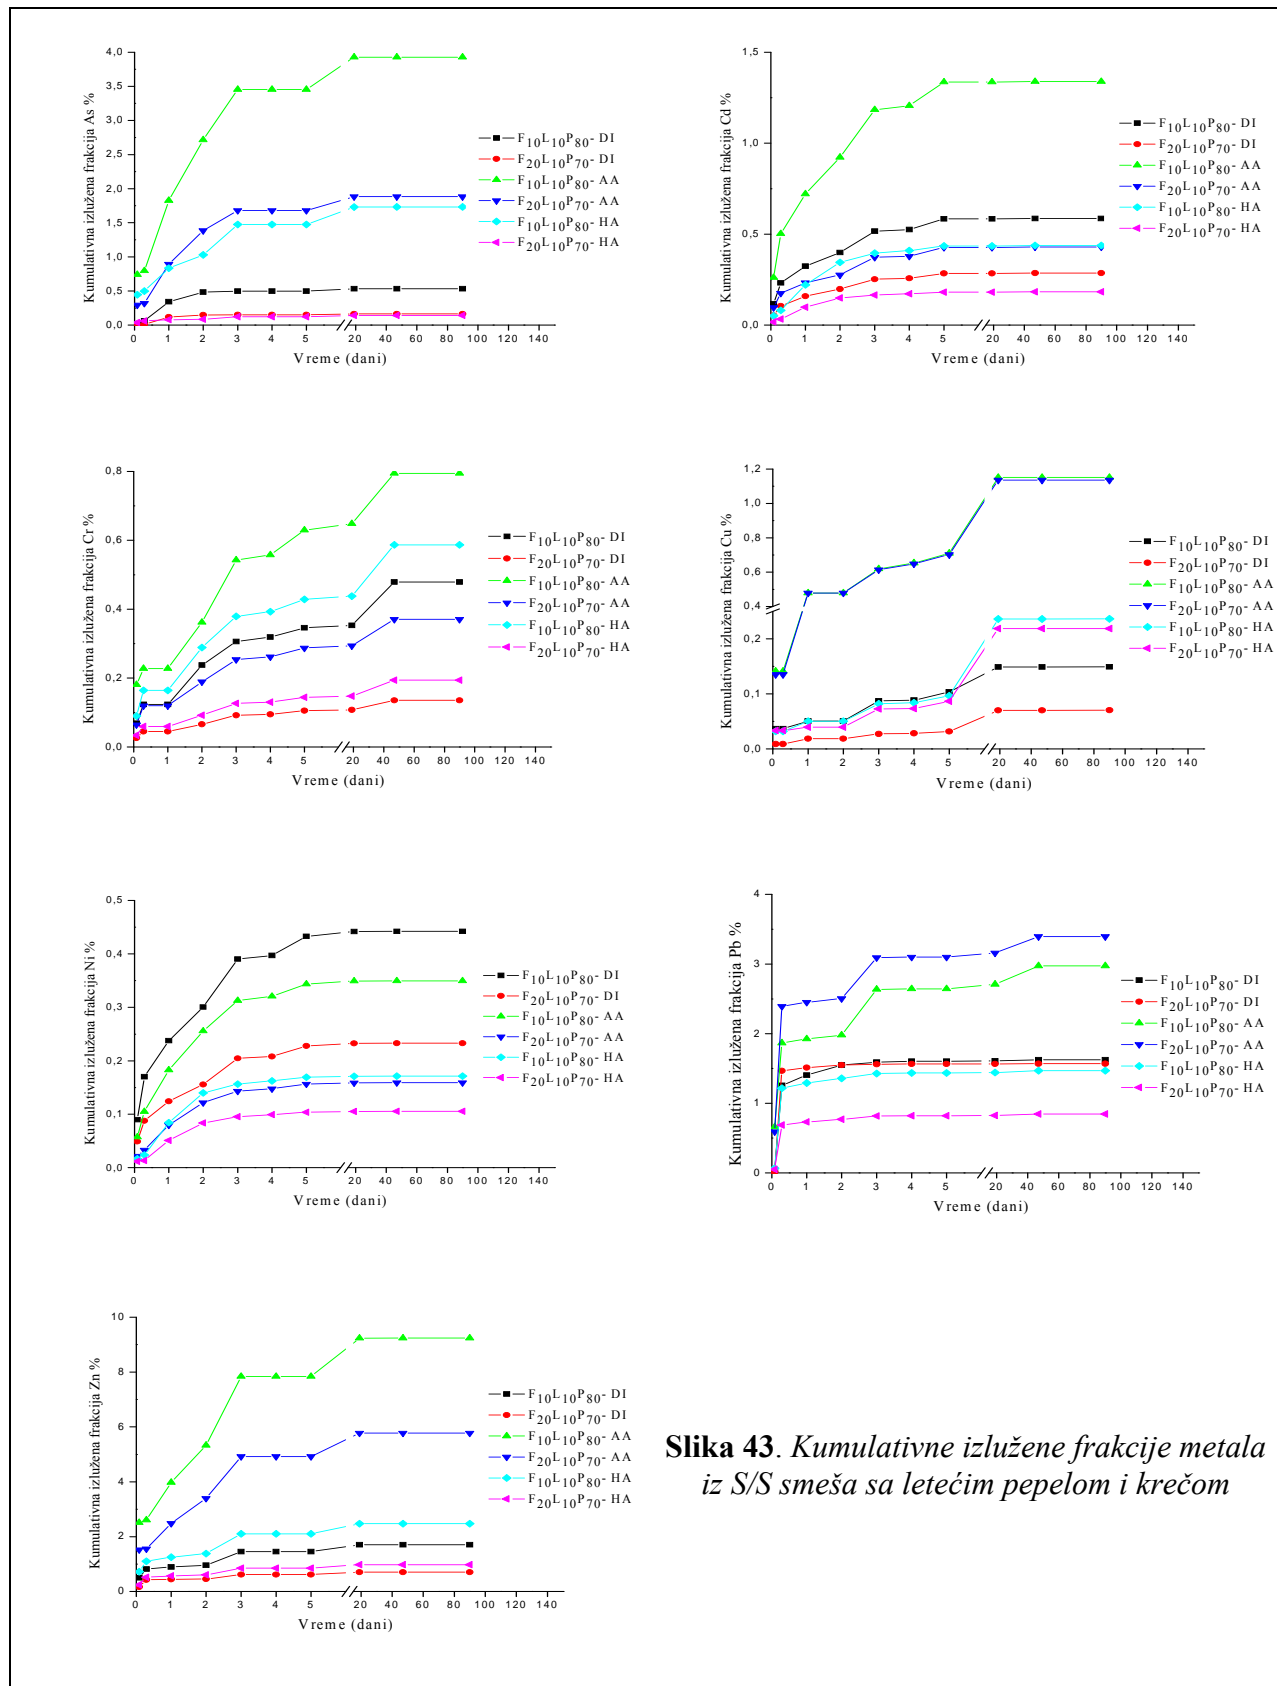 4,0
3,5
3,0
2,5
2,0
1,5
1,0
0,5
0,0
Kumulativna izlužena frakcija As %
0 1 2 3 4 5 20 40 60 80 100 120 140
Vreme (dani)
F10L10P80- DI
F20L10P70- DI
F10L10P80- AA
F20L10P70- AA
F10L10P80- HA
F20L10P70- HA
1,5
1,0
0,5
0,0
Kumulativna izlužena frakcija Cd %
0 1 2 3 4 5 20 40 60 80 100 120 140
Vreme (dani)
F10L10P80- DI
F20L10P70- DI
F10L10P80- AA
F20L10P70- AA
F10L10P80- HA
F20L10P70- HA
0,8
0,6
0,4
0,2
0,0
Kumulativna izlužena frakcija Cr %
0 1 2 3 4 5 20 40 60 80 100 120 140
Vreme (dani)
F10L10P80- DI
F20L10P70- DI
F10L10P80- AA
F20L10P70- AA
F10L10P80- HA
F20L10P70- HA
1,2
1,0
0,8
0,6
0,4
0,2
0,1
0,0
Kumulativna izlužena frakcija Cu %
0 1 2 3 4 5 20 40 60 80 100 120 140
Vreme (dani)
F10L10P80- DI
F20L10P70- DI
F10L10P80- AA
F20L10P70- AA
F10L10P80- HA
F20L10P70- HA
0,5
0,4
0,3
0,2
0,1
0,0
Kumulativna izlužena frakcija Ni %
0 1 2 3 4 5 20 40 60 80 100 120 140
Vreme (dani)
F10L10P80- DI
F20L10P70- DI
F10L10P80- AA
F20L10P70- AA
F10L10P80- HA
F20L10P70- HA
4
3
2
1
0
Kumulativna izlužena frakcija Pb %
0 1 2 3 4 5 20 40 60 80 100 120 140
Vreme (dani)
F10L10P80- DI
F20L10P70- DI
F10L10P80- AA
F20L10P70- AA
F10L10P80- HA
F20L10P70- HA
10
8
6
4
2
0
Kumulativna izlužena frakcija Zn %
0 1 2 3 4 5 20 40 60 80 100 120 140
Vreme (dani)
F10L10P80- DI
F20L10P70- DI
F10L10P80- AA
F20L10P70- AA
F10L10P80- HA
F20L10P70- HA
Slika 43. Kumulativne izlužene frakcije metala
iz S/S smeša sa letećim pepelom i krečom